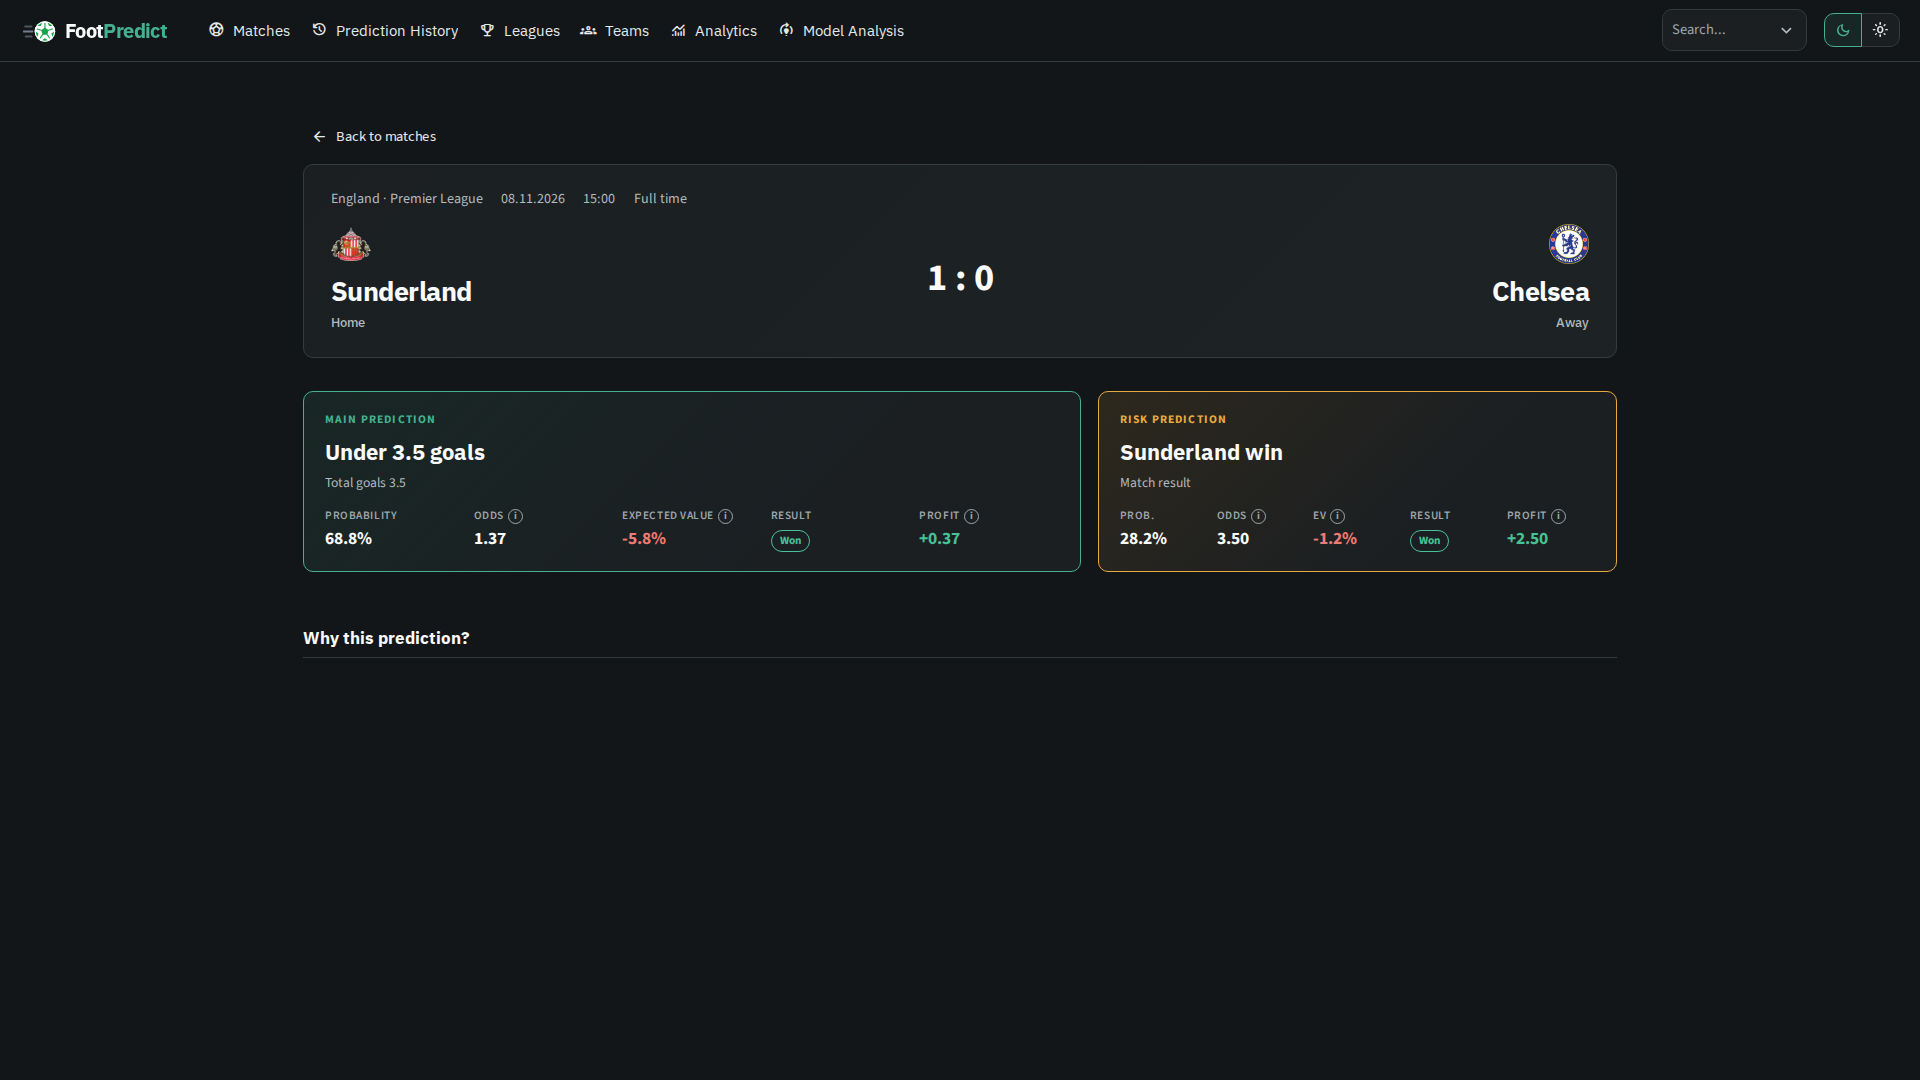 FootPredict
Matches
Prediction History
Leagues
Teams
Analytics
Model Analysis
Search...
Back to matches
England · Premier League 08.11.2026 15:00 Full time
Sunderland
Home
1 : 0
Chelsea
Away
MAIN PREDICTION
Under 3.5 goals
Total goals 3.5
PROBABILITY ODDS EXPECTED VALUE RESULT PROFIT
68.8% 1.37 -5.8% Won +0.37
RISK PREDICTION
Sunderland win
Match result
PROB. ODDS EV RESULT PROFIT
28.2% 3.50 -1.2% Won +2.50
Why this prediction?